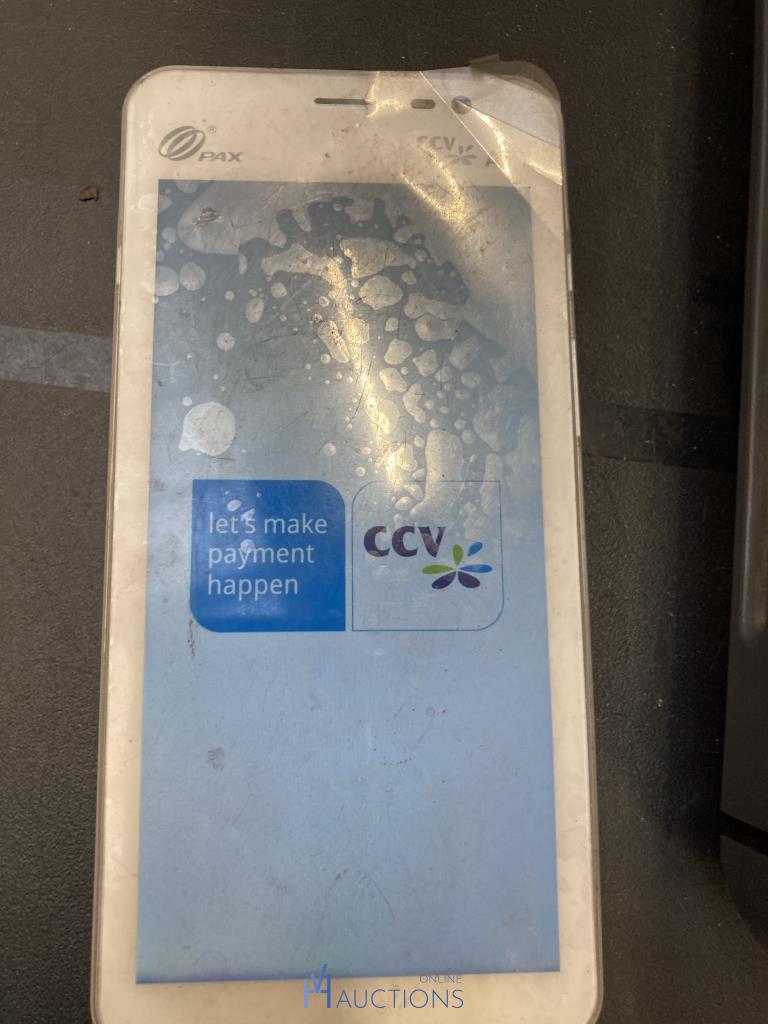 PAX
CCV
let's make
payment
happen
CCV
ONLINE
AUCTIONS